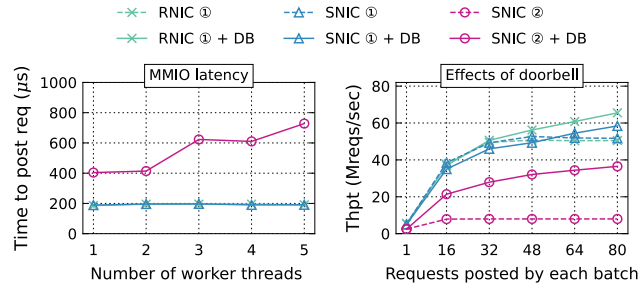 RNIC ① SNIC ① SNIC ②
RNIC ① + DB SNIC ① + DB SNIC ② + DB
MMIO latency
Time to post req (μs)
1000
800
600
400
200
0
1 2 3 4 5
Number of worker threads
Effects of doorbell
Thpt (Mreqs/sec)
80
60
40
20
0
1 16 32 48 64 80
Requests posted by each batch